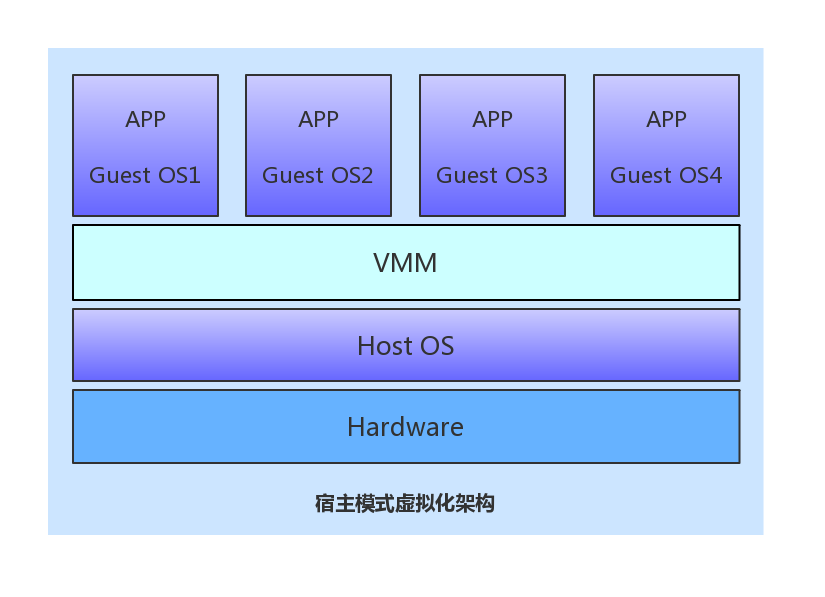 APP APP APP APP
Guest OS1 Guest OS2 Guest OS3 Guest OS4
VMM
Host OS
Hardware
宿主模式虚拟化架构